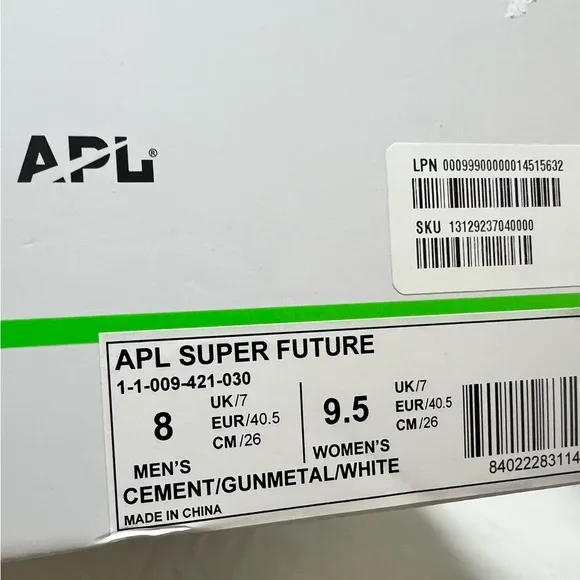 APL®
LPN 00099900000014515632
SKU 13129237040000
APL SUPER FUTURE
1-1-009-421-030
8
UK/7
EUR/40.5
CM/26
MEN'S
9.5
UK/7
EUR/40.5
CM/26
WOMEN'S
84022283114
CEMENT/GUNMETAL/WHITE
MADE IN CHINA